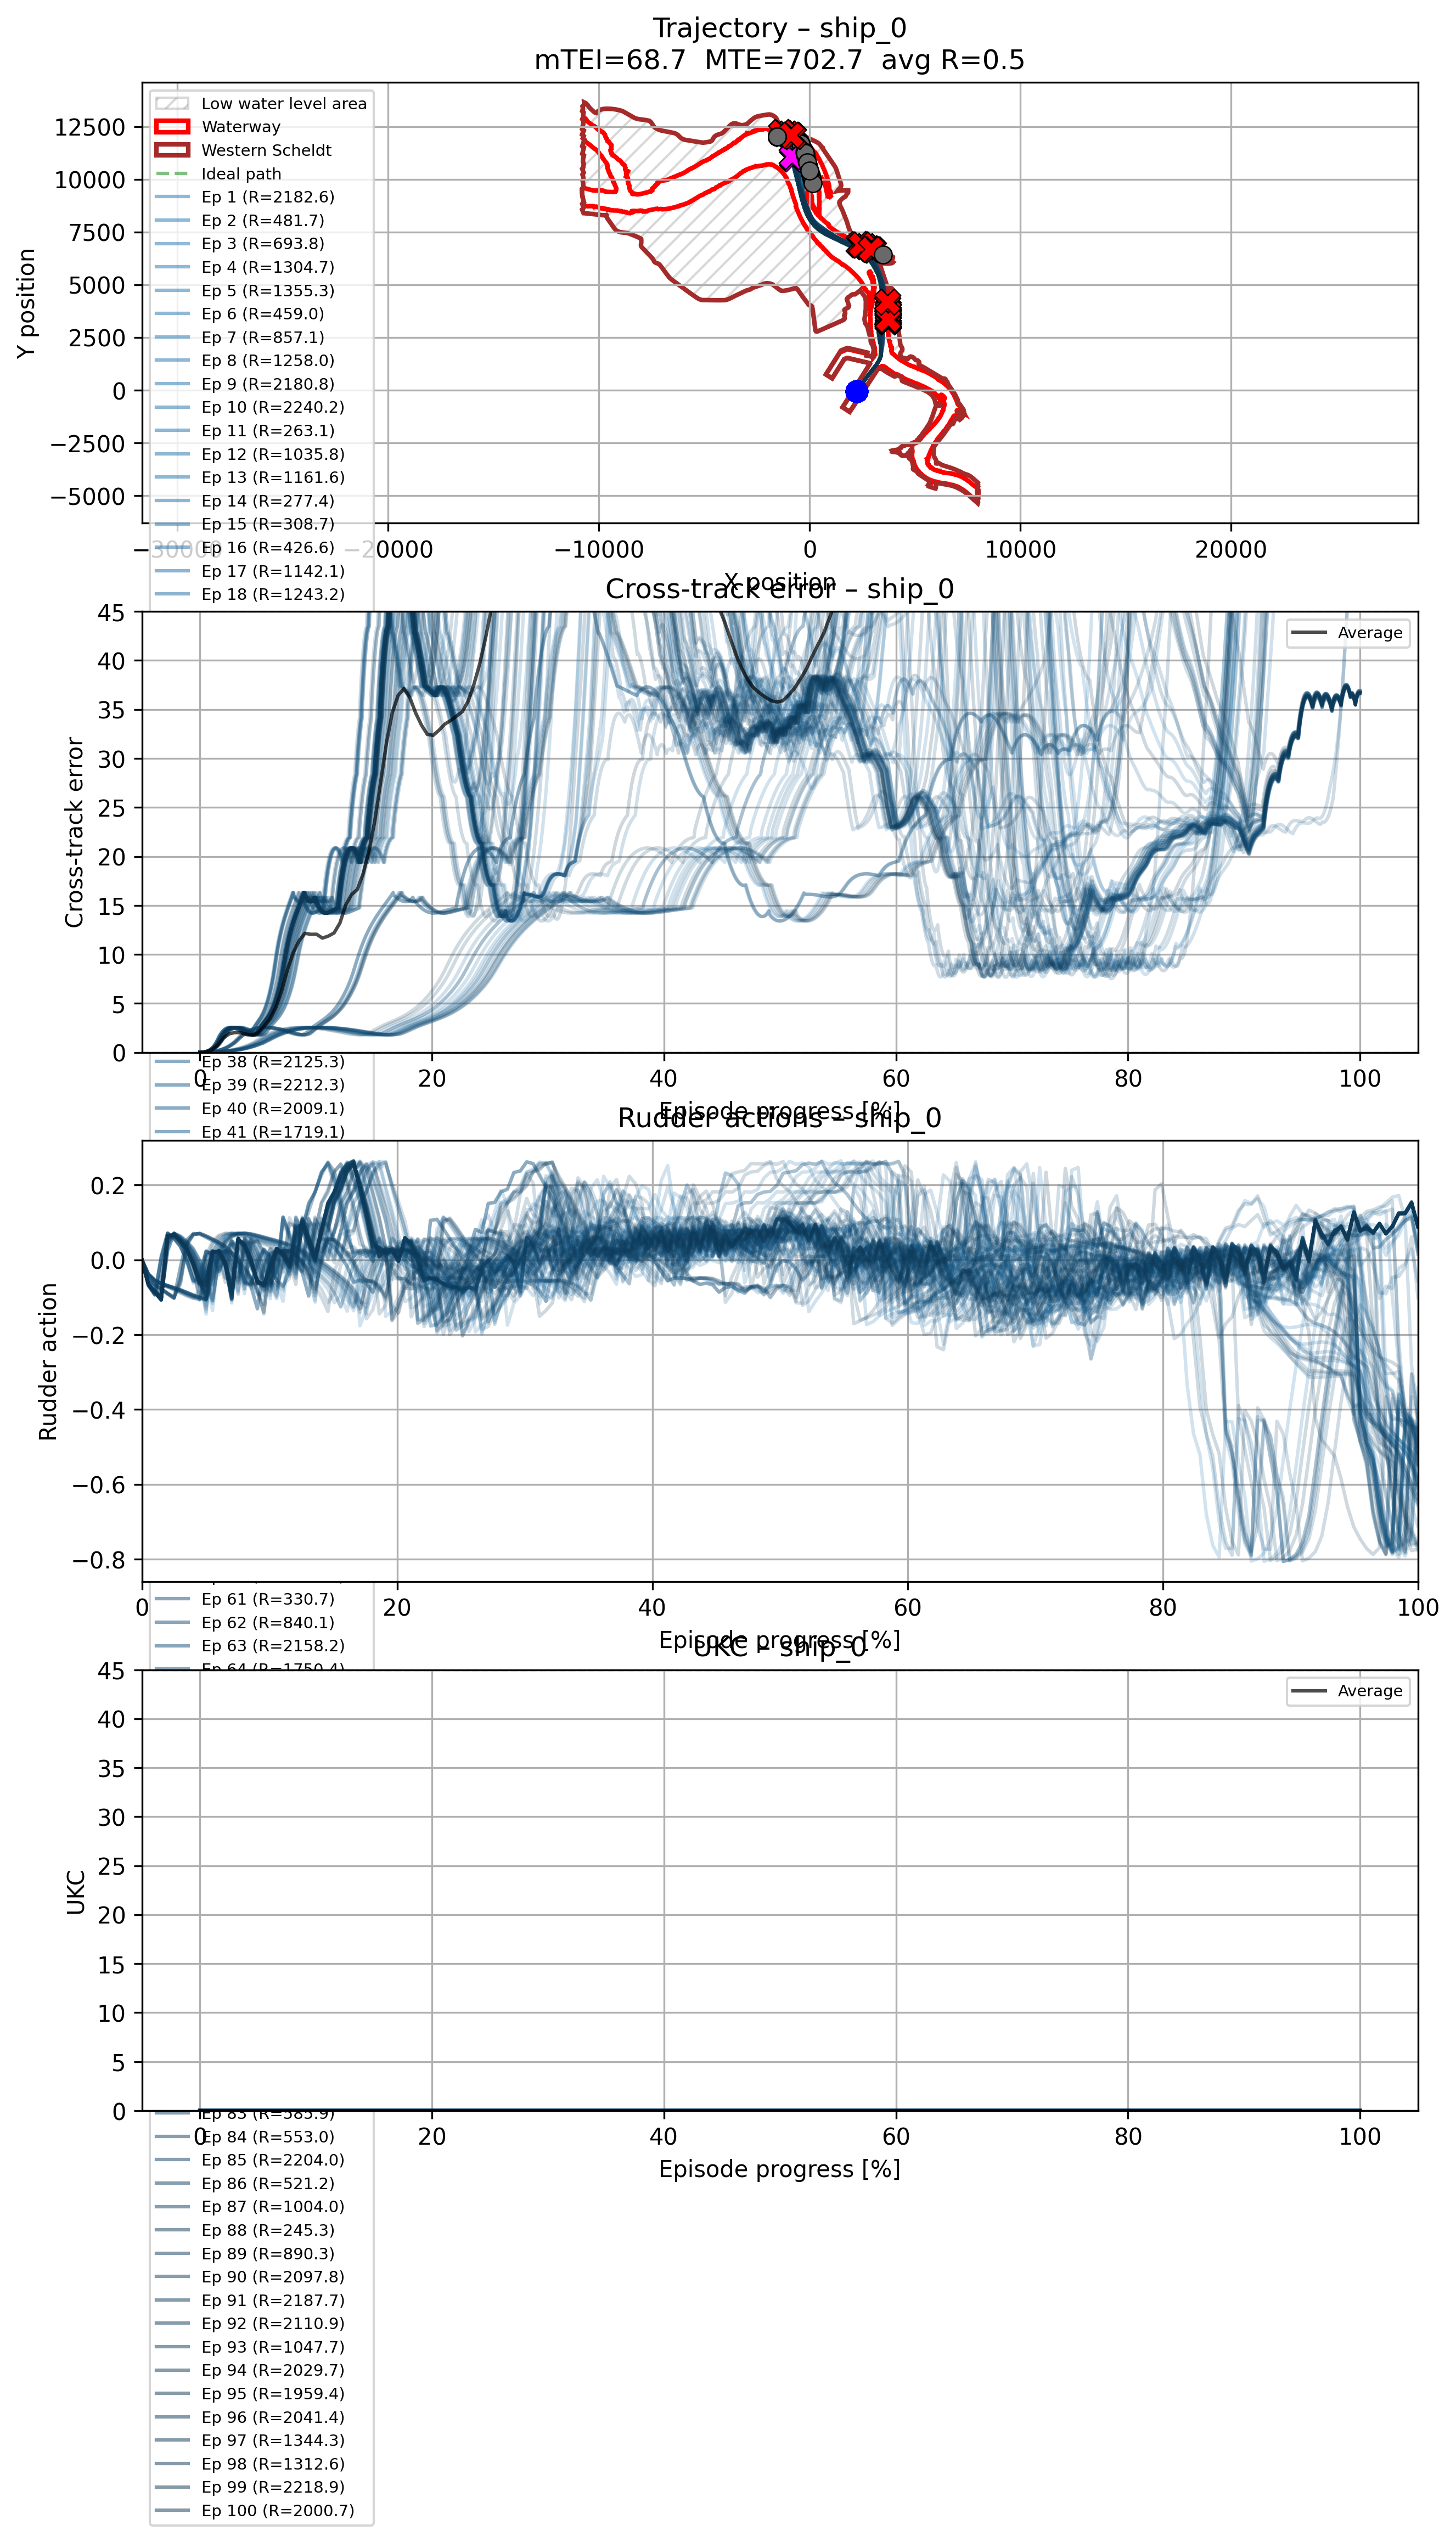 Trajectory – ship_0
mTEI=68.7  MTE=702.7  avg R=0.5
Low water level area
Waterway
Western Scheldt
Ideal path
Ep 1 (R=2182.6)
Ep 2 (R=481.7)
Ep 3 (R=693.8)
Ep 4 (R=1304.7)
Ep 5 (R=1355.3)
Ep 6 (R=459.0)
Ep 7 (R=857.1)
Ep 8 (R=1258.0)
Ep 9 (R=2180.8)
Ep 10 (R=2240.2)
Ep 11 (R=263.1)
Ep 12 (R=1035.8)
Ep 13 (R=1161.6)
Ep 14 (R=277.4)
Ep 15 (R=308.7)
Ep 16 (R=426.6)
Ep 17 (R=1142.1)
Ep 18 (R=1243.2)
12500
10000
7500
5000
2500
0
−2500
−5000
Y position
−30000
−20000
−10000
0
10000
20000
X position
Cross-track error – ship_0
Average
45
40
35
30
25
20
15
10
5
0
Cross-track error
0
20
40
60
80
100
Episode progress [%]
Ep 38 (R=2125.3)
Ep 39 (R=2212.3)
Ep 40 (R=2009.1)
Ep 41 (R=1719.1)
Rudder actions – ship_0
0.2
0.0
−0.2
−0.4
−0.6
−0.8
Rudder action
0
20
40
60
80
100
Episode progress [%]
Ep 61 (R=330.7)
Ep 62 (R=840.1)
Ep 63 (R=2158.2)
Ep 64 (R=1750.4)
UKC – ship_0
Average
45
40
35
30
25
20
15
10
5
0
UKC
0
20
40
60
80
100
Episode progress [%]
Ep 83 (R=585.9)
Ep 84 (R=553.0)
Ep 85 (R=2204.0)
Ep 86 (R=521.2)
Ep 87 (R=1004.0)
Ep 88 (R=245.3)
Ep 89 (R=890.3)
Ep 90 (R=2097.8)
Ep 91 (R=2187.7)
Ep 92 (R=2110.9)
Ep 93 (R=1047.7)
Ep 94 (R=2029.7)
Ep 95 (R=1959.4)
Ep 96 (R=2041.4)
Ep 97 (R=1344.3)
Ep 98 (R=1312.6)
Ep 99 (R=2218.9)
Ep 100 (R=2000.7)